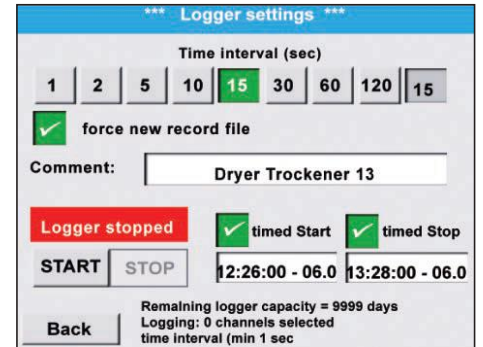 *** Logger settings ***
Time interval (sec)
1 2 5 10 15 30 60 120 15
force new record file
Comment: Dryer Trockener 13
Logger stopped timed Start timed Stop
START STOP 12:26:00 - 06.0 13:28:00 - 06.0
Remaining logger capacity = 9999 days
Back Logging: 0 channels selected
time interval (min 1 sec